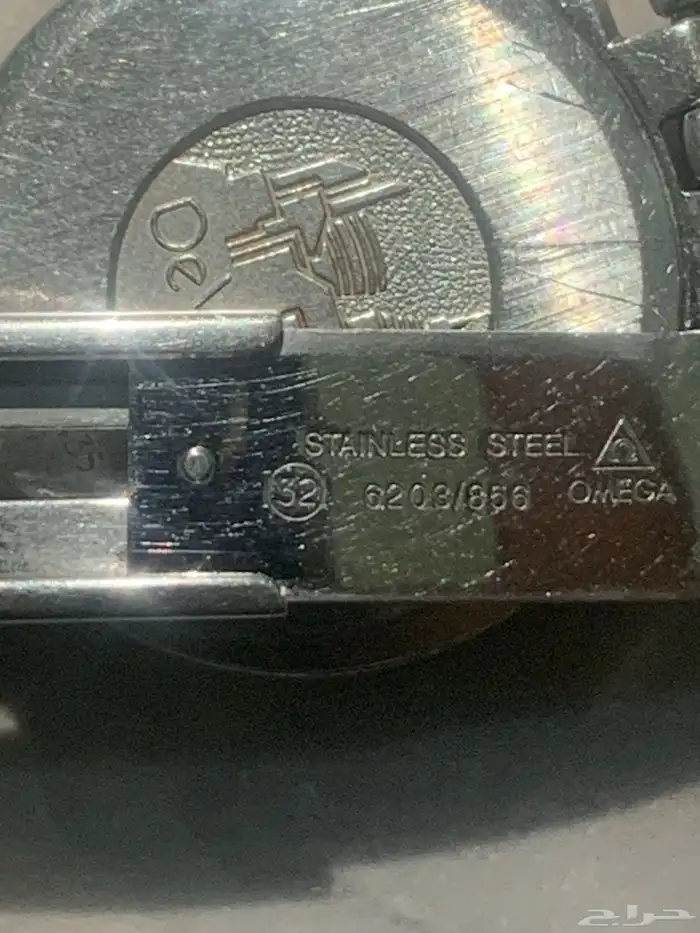 De
STAINLESS STEEL
32 6203/856 OMEGA
حراج